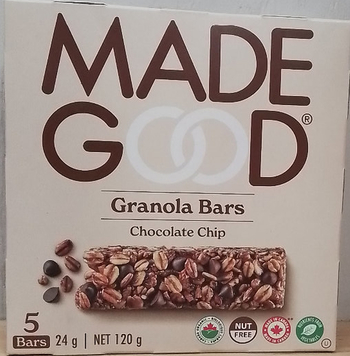 MADE
GOOD®
Granola Bars
Chocolate Chip
5
Bars 24 g | NET 120 g
NUT
FREE